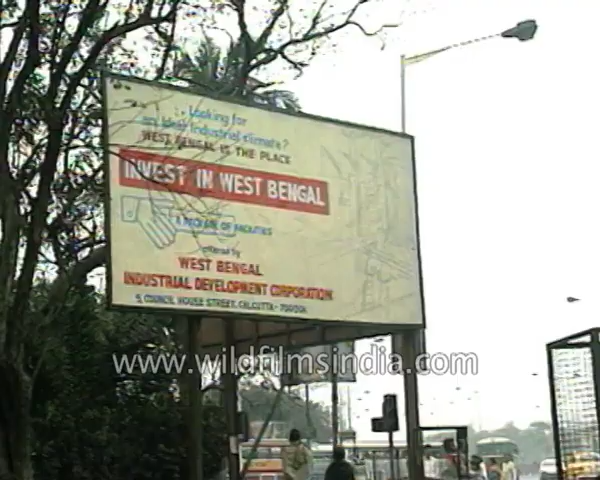 Looking for
an ideal industrial climate?
WEST BENGAL IS THE PLACE
INVEST IN WEST BENGAL
A PACKAGE OF FACILITIES
offered by
WEST BENGAL
INDUSTRIAL DEVELOPMENT CORPORATION
5, COUNCIL HOUSE STREET, CALCUTTA-700001
www.wildfilmsindia.com